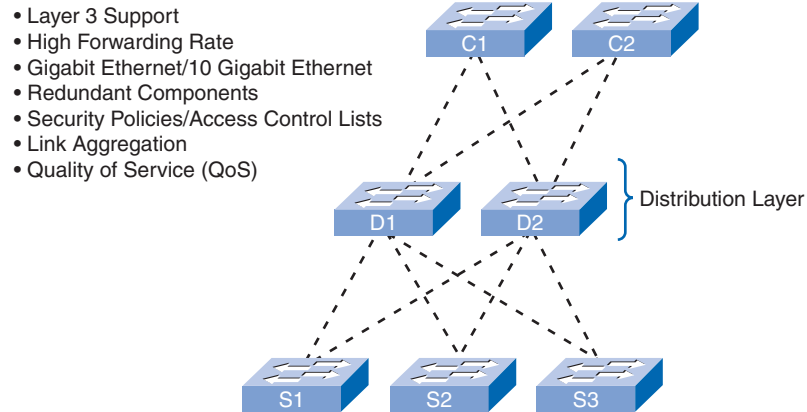 • Layer 3 Support
• High Forwarding Rate
• Gigabit Ethernet/10 Gigabit Ethernet
• Redundant Components
• Security Policies/Access Control Lists
• Link Aggregation
• Quality of Service (QoS)
C1
C2
D1
D2
Distribution Layer
S1
S2
S3